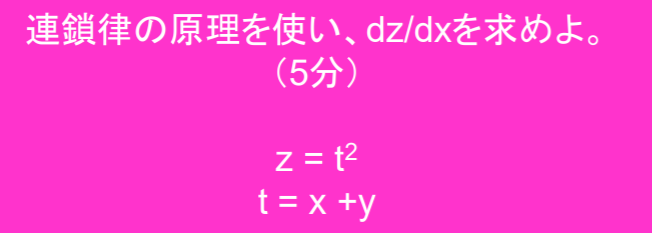 連鎖律の原理を使い、dz/dxを求めよ。
（5分）
z = t²
t = x +y